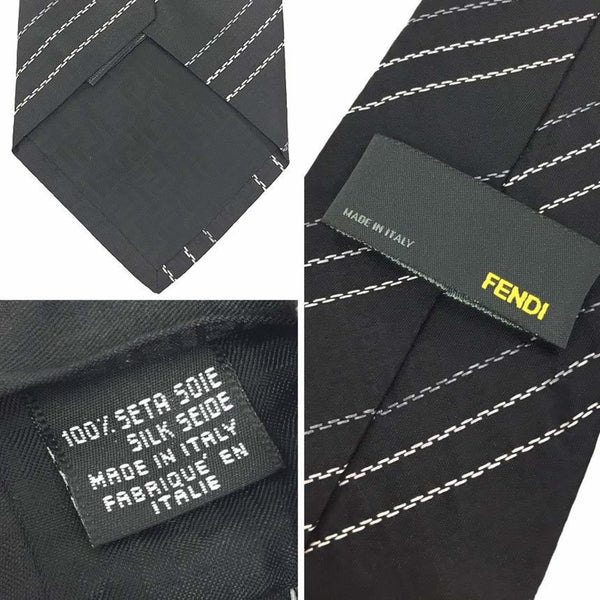 MADE IN ITALY
FENDI
100% SETA SOIE
SILK SEIDE
MADE IN ITALY
FABRIQUÉ EN
ITALIE